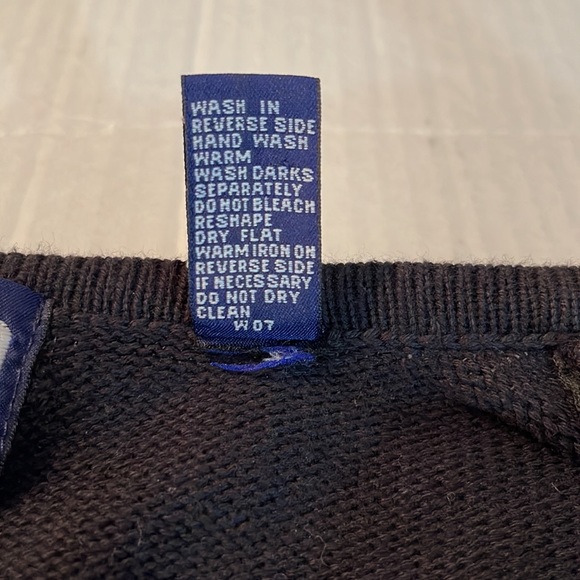 WASH IN
REVERSE SIDE
HAND WASH
WARM
WASH DARKS
SEPARATELY
DO NOT BLEACH
RESHAPE
DRY FLAT
WARM IRON ON
REVERSE SIDE
IF NECESSARY
DO NOT DRY
CLEAN
W 07